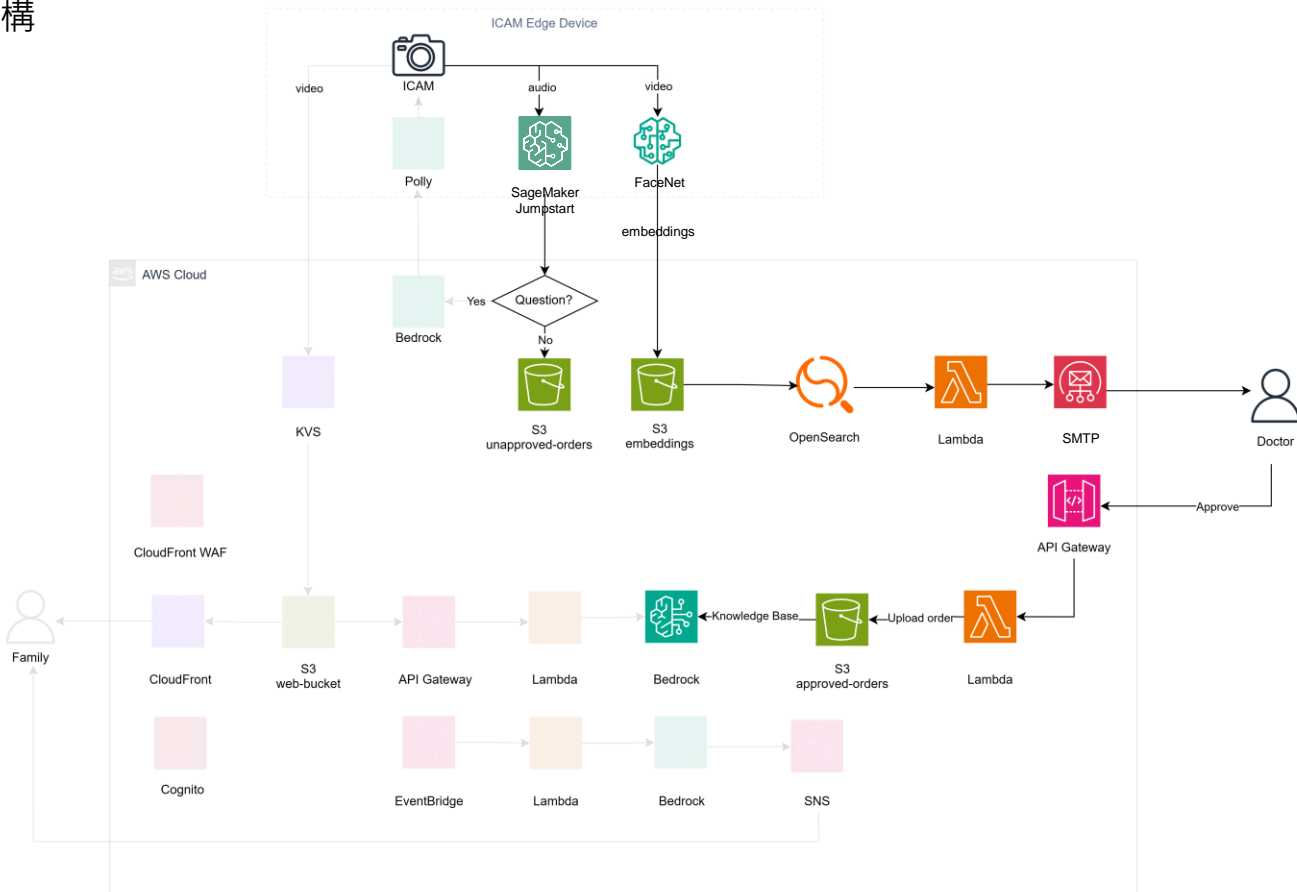 構
ICAM Edge Device
ICAM
video
audio
video
Polly
SageMaker
Jumpstart
FaceNet
embeddings
aws
AWS Cloud
Question?
Yes
No
Bedrock
KVS
S3
unapproved-orders
S3
embeddings
OpenSearch
Lambda
SMTP
Doctor
Approve
API Gateway
CloudFront WAF
Knowledge Base
Upload order
Family
CloudFront
S3
web-bucket
API Gateway
Lambda
Bedrock
S3
approved-orders
Lambda
Cognito
EventBridge
Lambda
Bedrock
SNS